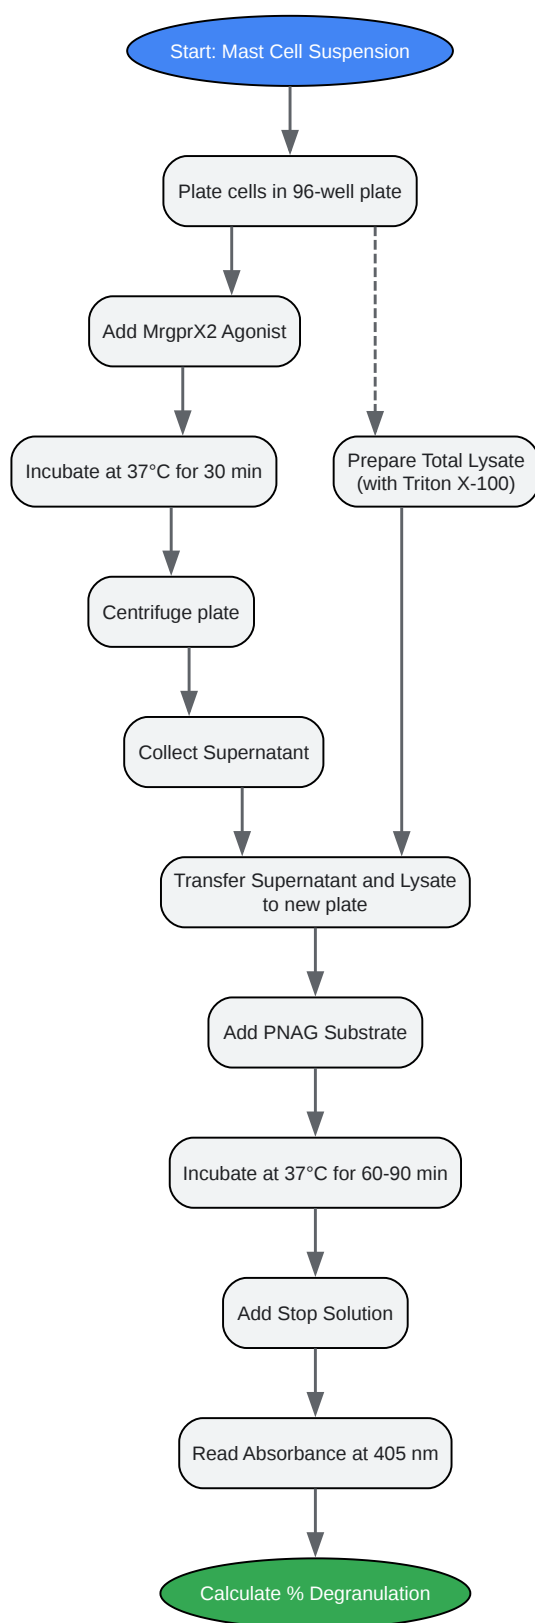 Start: Mast Cell Suspension
Plate cells in 96-well plate
Add MrgprX2 Agonist
Incubate at 37°C for 30 min
Prepare Total Lysate
(with Triton X-100)
Centrifuge plate
Collect Supernatant
Transfer Supernatant and Lysate
to new plate
Add PNAG Substrate
Incubate at 37°C for 60-90 min
Add Stop Solution
Read Absorbance at 405 nm
Calculate % Degranulation